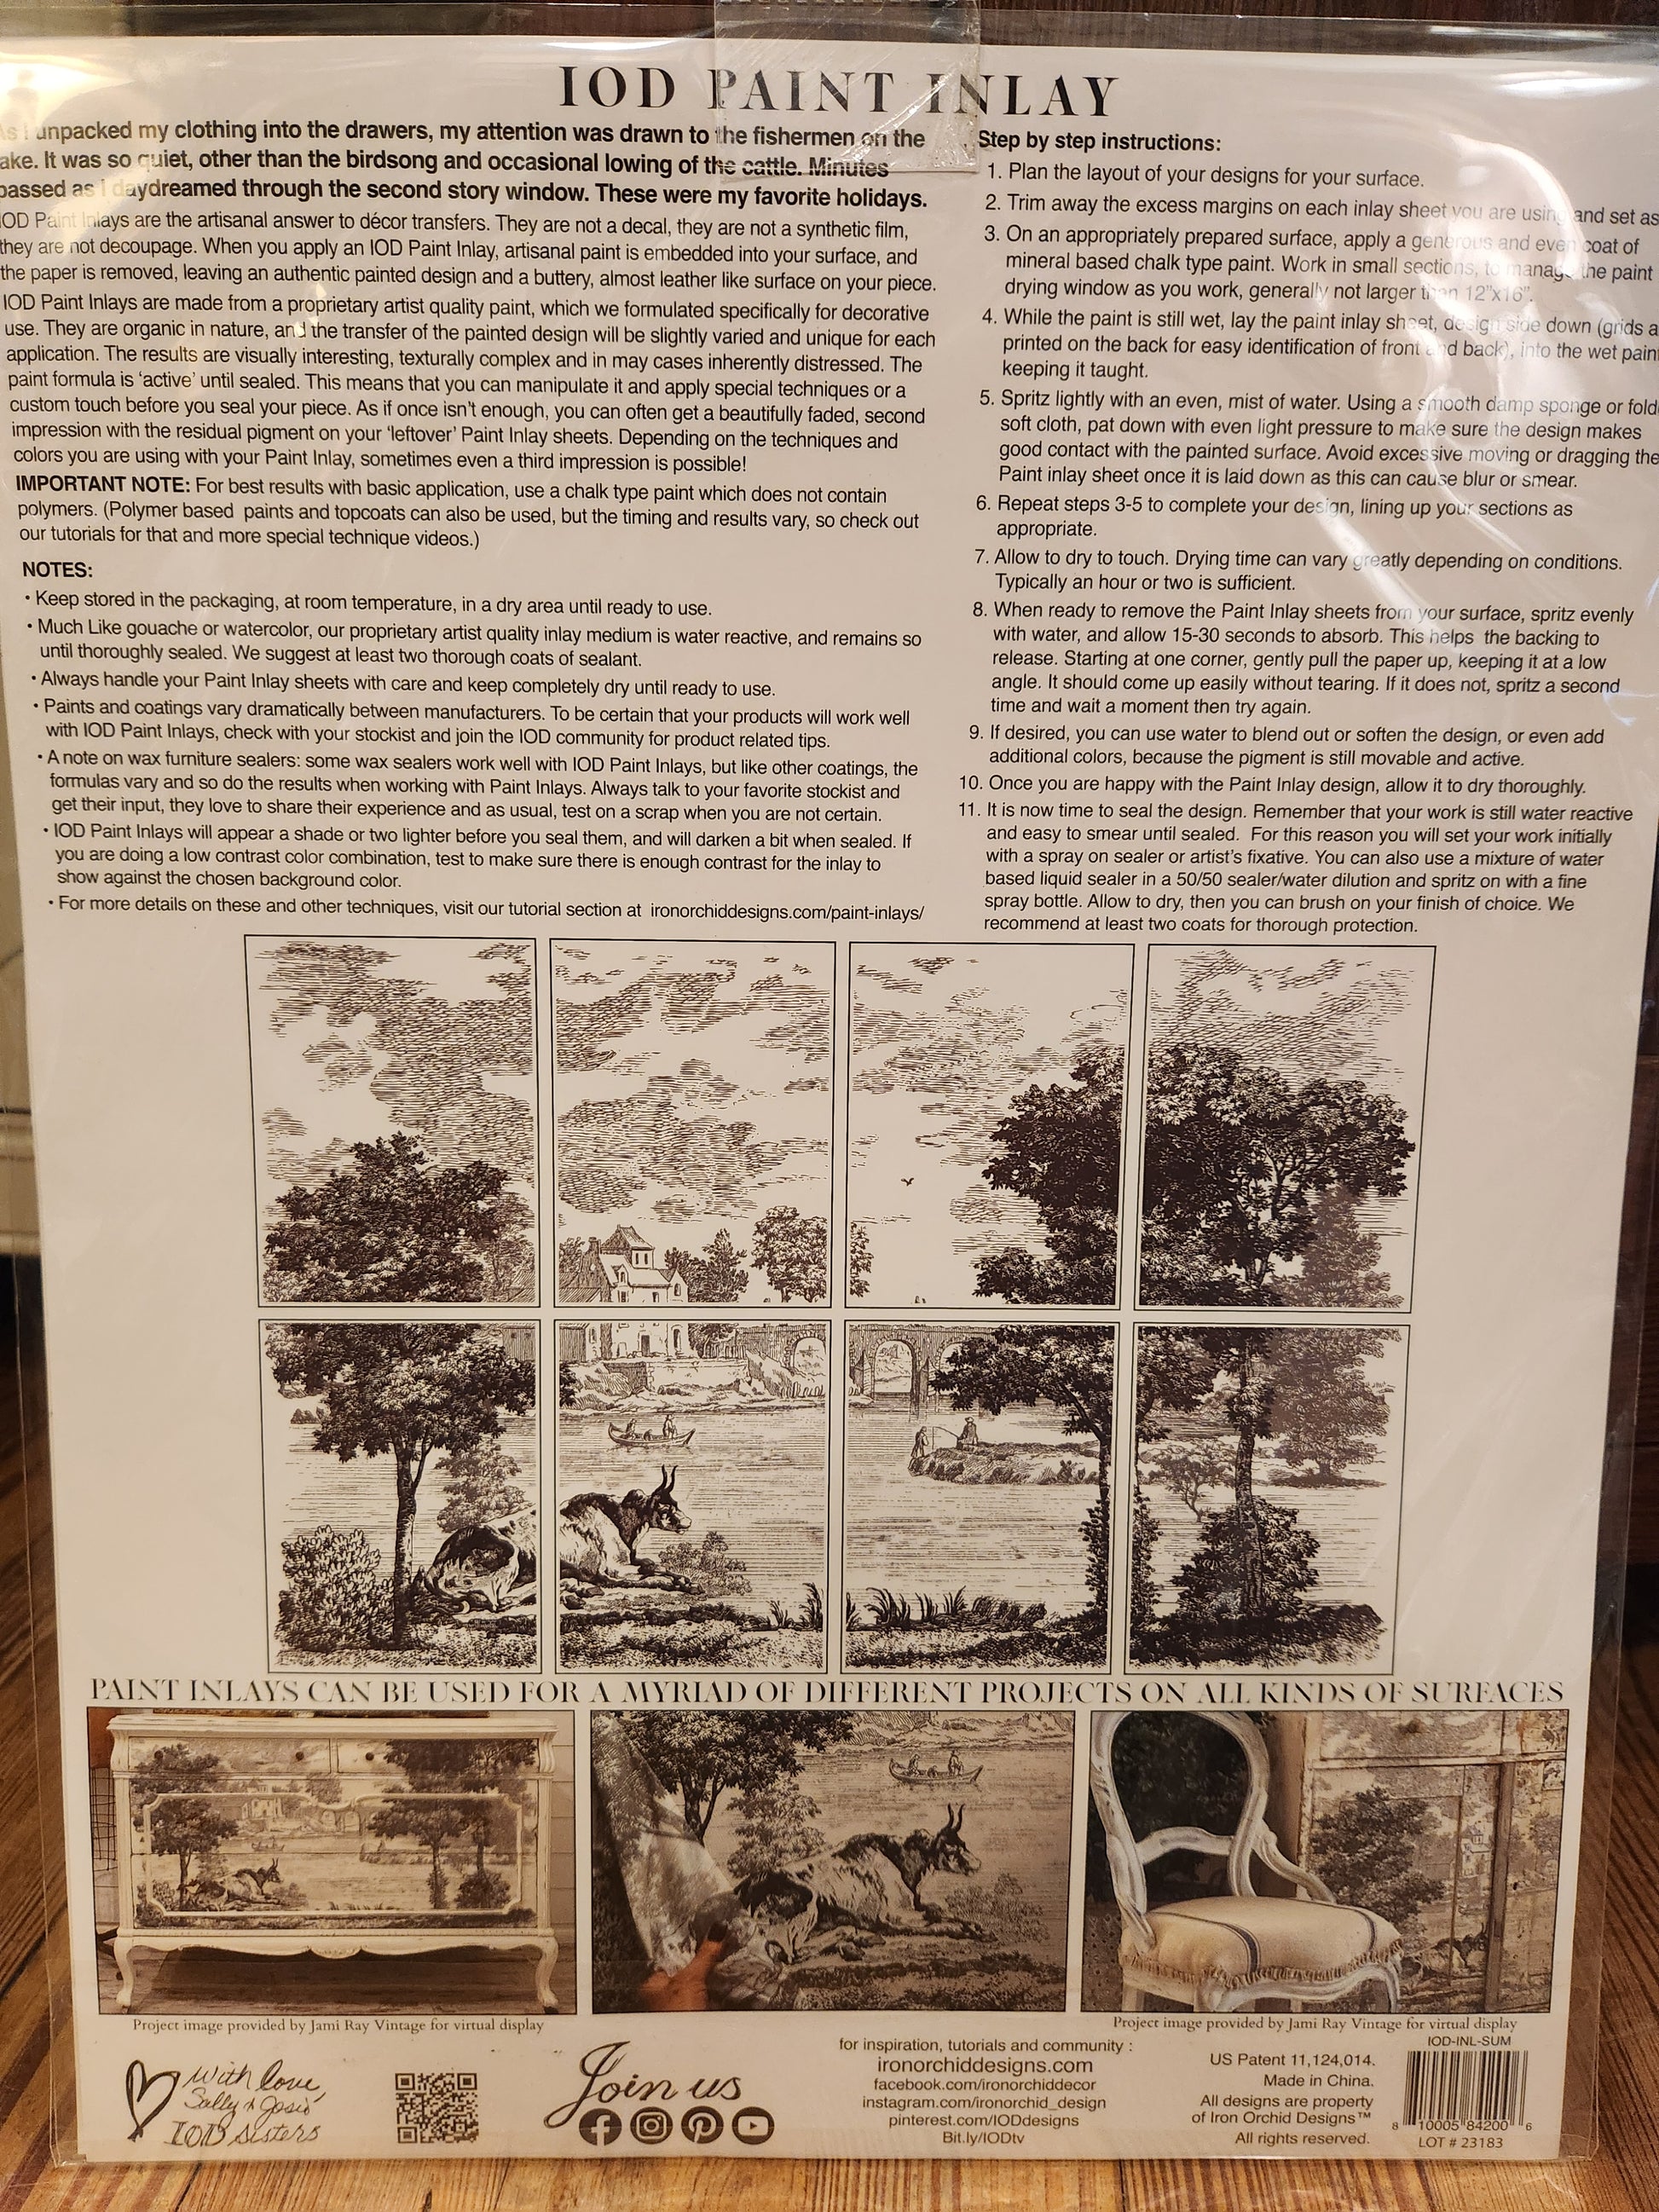 IOD PAINT INLAY
As I unpacked my clothing into the drawers, my attention was drawn to the fishermen on the
ake. It was so quiet, other than the birdsong and occasional lowing of the cattle. Minutes
passed as I daydreamed through the second story window. These were my favorite holidays.
IOD Paint Inlays are the artisanal answer to décor transfers. They are not a decal, they are not a synthetic film,
they are not decoupage. When you apply an IOD Paint Inlay, artisanal paint is embedded into your surface, and
the paper is removed, leaving an authentic painted design and a buttery, almost leather like surface on your piece.
IOD Paint Inlays are made from a proprietary artist quality paint, which we formulated specifically for decorative
use. They are organic in nature, and the transfer of the painted design will be slightly varied and unique for each
application. The results are visually interesting, texturally complex and in may cases inherently distressed. The
paint formula is ‘active’ until sealed. This means that you can manipulate it and apply special techniques or a
custom touch before you seal your piece. As if once isn't enough, you can often get a beautifully faded, second
impression with the residual pigment on your ‘leftover’ Paint Inlay sheets. Depending on the techniques and
colors you are using with your Paint Inlay, sometimes even a third impression is possible!
IMPORTANT NOTE: For best results with basic application, use a chalk type paint which does not contain
polymers. (Polymer based paints and topcoats can also be used, but the timing and results vary, so check out
our tutorials for that and more special technique videos.)
NOTES:
• Keep stored in the packaging, at room temperature, in a dry area until ready to use.
• Much Like gouache or watercolor, our proprietary artist quality inlay medium is water reactive, and remains so
until thoroughly sealed. We suggest at least two thorough coats of sealant.
• Always handle your Paint Inlay sheets with care and keep completely dry until ready to use.
• Paints and coatings vary dramatically between manufacturers. To be certain that your products will work well
with IOD Paint Inlays, check with your stockist and join the IOD community for product related tips.
• A note on wax furniture sealers: some wax sealers work well with IOD Paint Inlays, but like other coatings, the
formulas vary and so do the results when working with Paint Inlays. Always talk to your favorite stockist and
get their input, they love to share their experience and as usual, test on a scrap when you are not certain.
• IOD Paint Inlays will appear a shade or two lighter before you seal them, and will darken a bit when sealed. If
you are doing a low contrast color combination, test to make sure there is enough contrast for the inlay to
show against the chosen background color.
• For more details on these and other techniques, visit our tutorial section at ironorchiddesigns.com/paint-inlays/
Step by step instructions:
1. Plan the layout of your designs for your surface.
2. Trim away the excess margins on each inlay sheet you are using and set as
3. On an appropriately prepared surface, apply a generous and even coat of
mineral based chalk type paint. Work in small sections, to manage the paint
drying window as you work, generally not larger than 12"x16".
4. While the paint is still wet, lay the paint inlay sheet, design side down (grids a
printed on the back for easy identification of front and back), into the wet paint
keeping it taught.
5. Spritz lightly with an even, mist of water. Using a smooth damp sponge or fold
soft cloth, pat down with even light pressure to make sure the design makes
good contact with the painted surface. Avoid excessive moving or dragging the
Paint inlay sheet once it is laid down as this can cause blur or smear.
6. Repeat steps 3-5 to complete your design, lining up your sections as
appropriate.
7. Allow to dry to touch. Drying time can vary greatly depending on conditions.
Typically an hour or two is sufficient.
8. When ready to remove the Paint Inlay sheets from your surface, spritz evenly
with water, and allow 15-30 seconds to absorb. This helps the backing to
release. Starting at one corner, gently pull the paper up, keeping it at a low
angle. It should come up easily without tearing. If it does not, spritz a second
time and wait a moment then try again.
9. If desired, you can use water to blend out or soften the design, or even add
additional colors, because the pigment is still movable and active.
10. Once you are happy with the Paint Inlay design, allow it to dry thoroughly.
11. It is now time to seal the design. Remember that your work is still water reactive
and easy to smear until sealed. For this reason you will set your work initially
with a spray on sealer or artist's fixative. You can also use a mixture of water
based liquid sealer in a 50/50 sealer/water dilution and spritz on with a fine
spray bottle. Allow to dry, then you can brush on your finish of choice. We
recommend at least two coats for thorough protection.
PAINT INLAYS CAN BE USED FOR A MYRIAD OF DIFFERENT PROJECTS ON ALL KINDS OF SURFACES
Project image provided by Jami Ray Vintage for virtual display
Project image provided by Jami Ray Vintage for virtual display
With love,
Sally & Josie
IOD Sisters
Join us
for inspiration, tutorials and community :
ironorchiddesigns.com
facebook.com/ironorchiddecor
instagram.com/ironorchid_design
pinterest.com/IODdesigns
Bit.ly/IODtv
US Patent 11,124,014.
Made in China.
All designs are property
of Iron Orchid Designs™
All rights reserved.
IOD-INL-SUM
8 10005 84200 6
LOT # 23183